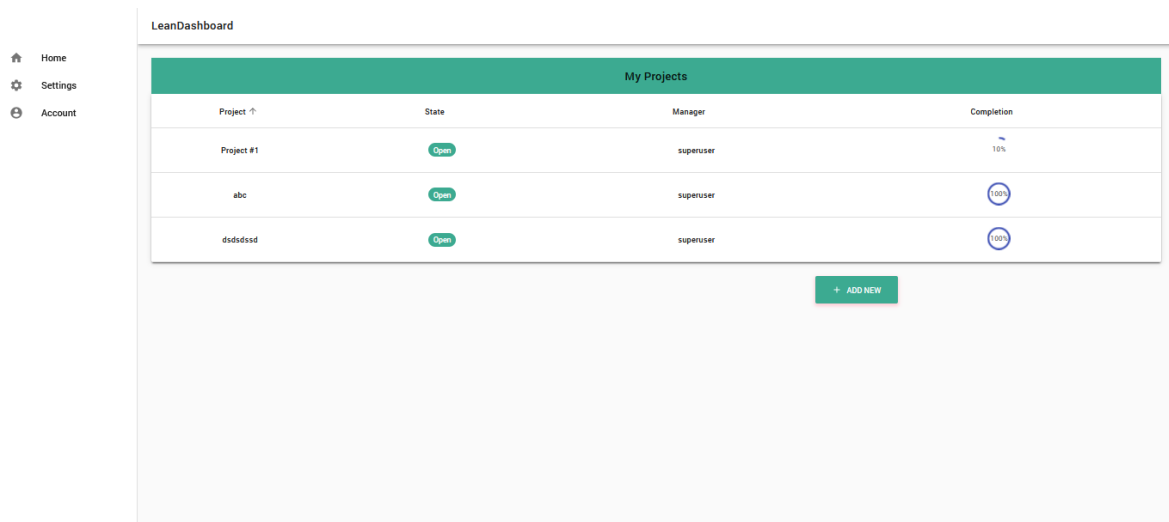 LeanDashboard
Home
Settings
Account
My Projects
Project State Manager Completion
Project #1 Open superuser 10%
abc Open superuser 100%
dsdsdssd Open superuser 100%
+ ADD NEW